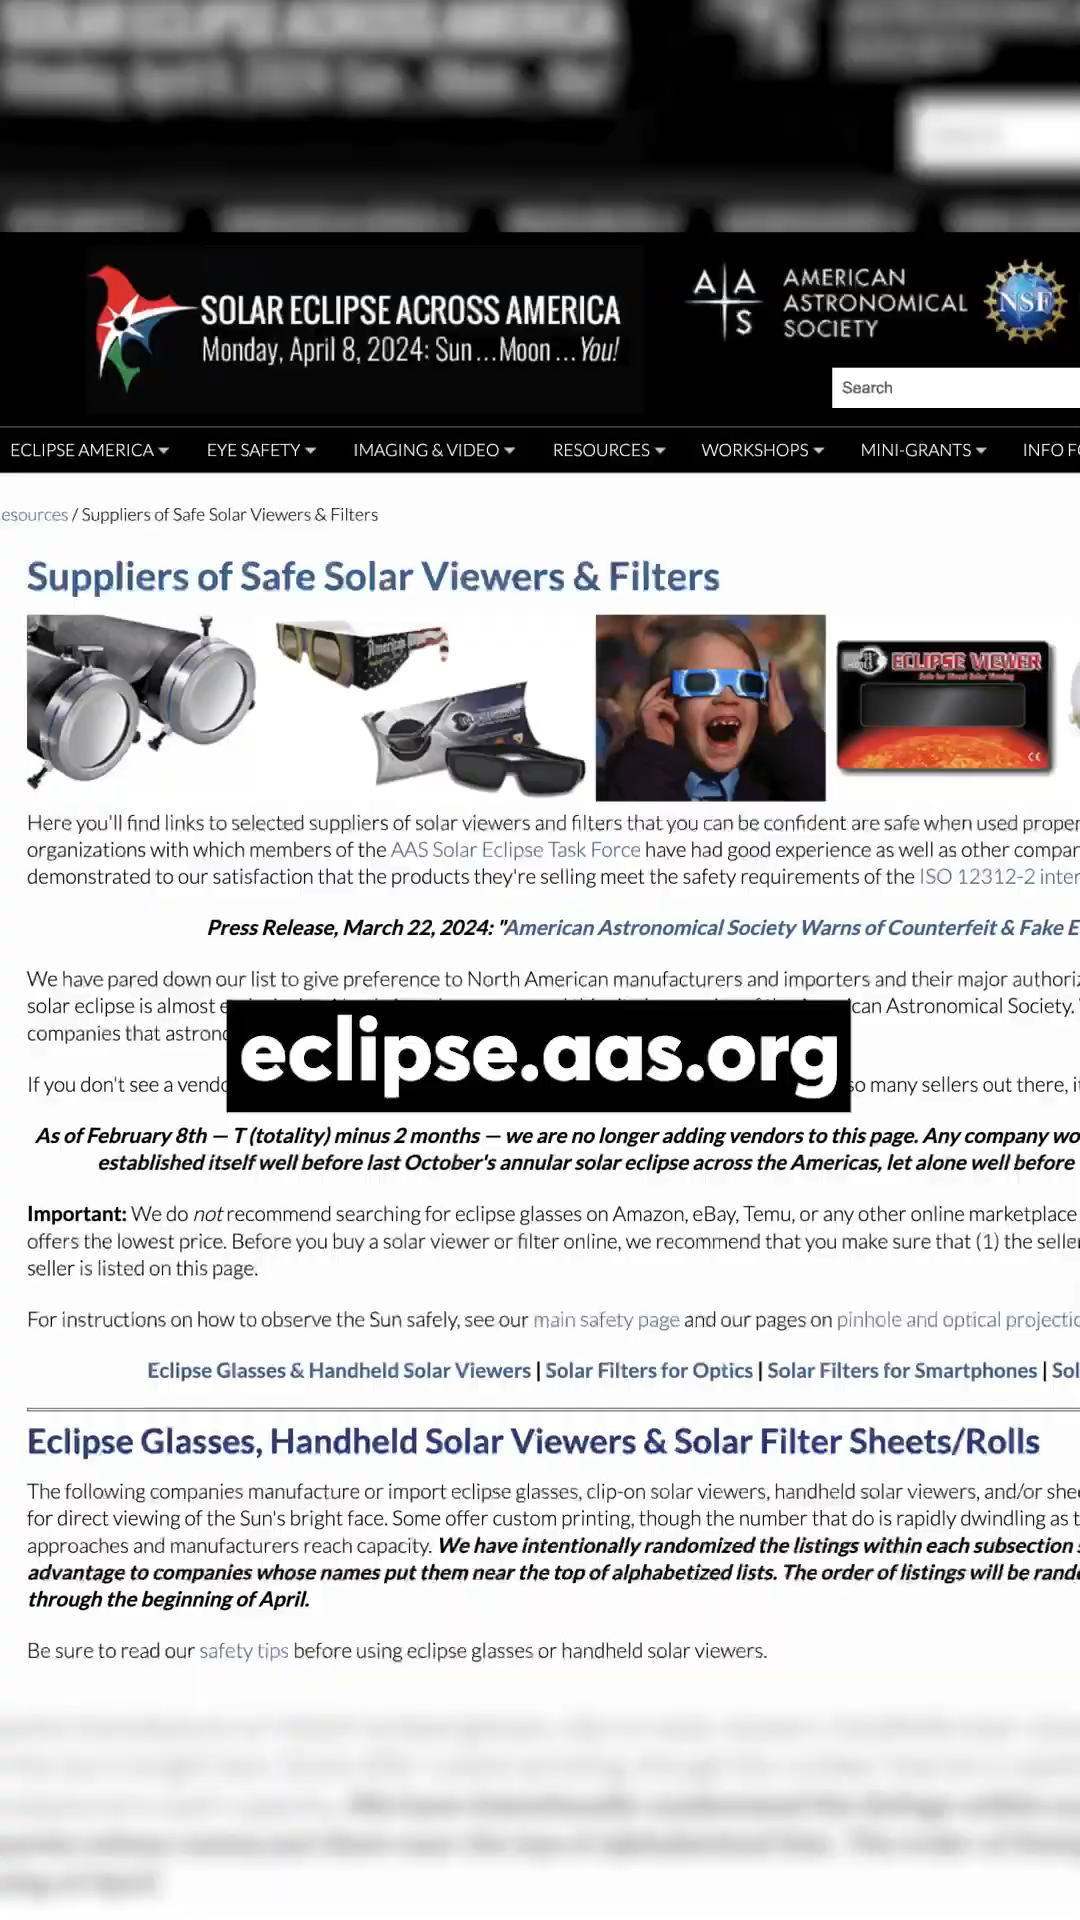 SOLAR ECLIPSE ACROSS AMERICA
Monday, April 8, 2024: Sun ... Moon ... You!
A A
S
AMERICAN
ASTRONOMICAL
SOCIETY
NSF
Search
ECLIPSE AMERICA EYE SAFETY IMAGING & VIDEO RESOURCES WORKSHOPS MINI-GRANTS INFO F
esources / Suppliers of Safe Solar Viewers & Filters
Suppliers of Safe Solar Viewers & Filters
American
ECLIPSE VIEWER
Safe for Direct Solar Viewing
CE
Here you'll find links to selected suppliers of solar viewers and filters that you can be confident are safe when used proper
organizations with which members of the AAS Solar Eclipse Task Force have had good experience as well as other compan
demonstrated to our satisfaction that the products they're selling meet the safety requirements of the ISO 12312-2 inter
Press Release, March 22, 2024: "American Astronomical Society Warns of Counterfeit & Fake E
We have pared down our list to give preference to North American manufacturers and importers and their major authoriz
solar eclipse is almost e can Astronomical Society.
companies that astrono
eclipse.aas.org
If you don't see a vendo so many sellers out there, it
As of February 8th — T (totality) minus 2 months — we are no longer adding vendors to this page. Any company wo
established itself well before last October's annular solar eclipse across the Americas, let alone well before
Important: We do not recommend searching for eclipse glasses on Amazon, eBay, Temu, or any other online marketplace
offers the lowest price. Before you buy a solar viewer or filter online, we recommend that you make sure that (1) the seller
seller is listed on this page.
For instructions on how to observe the Sun safely, see our main safety page and our pages on pinhole and optical projectio
Eclipse Glasses & Handheld Solar Viewers | Solar Filters for Optics | Solar Filters for Smartphones | Sol
Eclipse Glasses, Handheld Solar Viewers & Solar Filter Sheets/Rolls
The following companies manufacture or import eclipse glasses, clip-on solar viewers, handheld solar viewers, and/or shee
for direct viewing of the Sun's bright face. Some offer custom printing, though the number that do is rapidly dwindling as t
approaches and manufacturers reach capacity. We have intentionally randomized the listings within each subsection s
advantage to companies whose names put them near the top of alphabetized lists. The order of listings will be rando
through the beginning of April.
Be sure to read our safety tips before using eclipse glasses or handheld solar viewers.